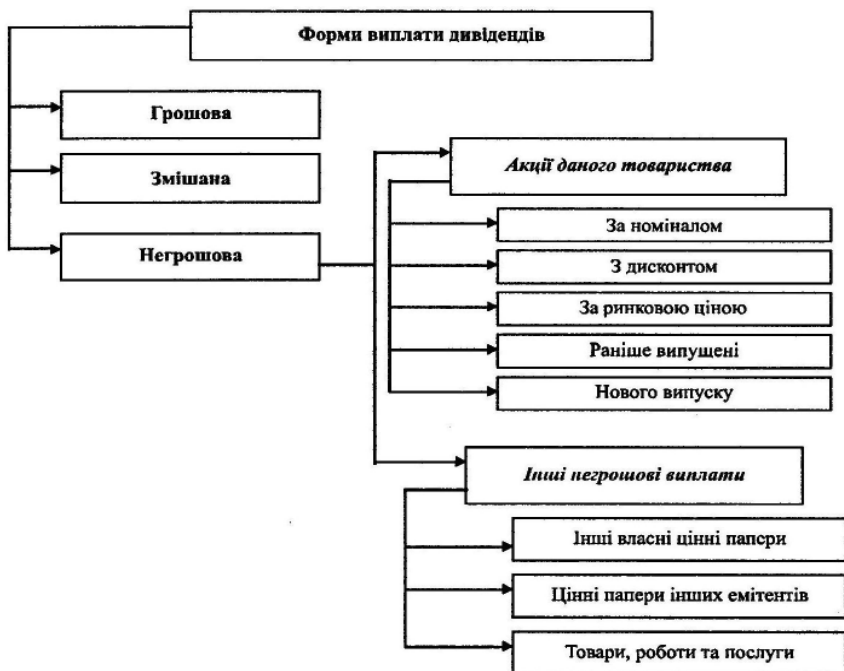 Форми виплати дивідендів
Грошова
Змішана
Негрошова
Акції даного товариства
За номіналом
З дисконтом
За ринковою ціною
Раніше випущені
Нового випуску
Інші негрошові виплати
Інші власні цінні папери
Цінні папери інших емітентів
Товари, роботи та послуги